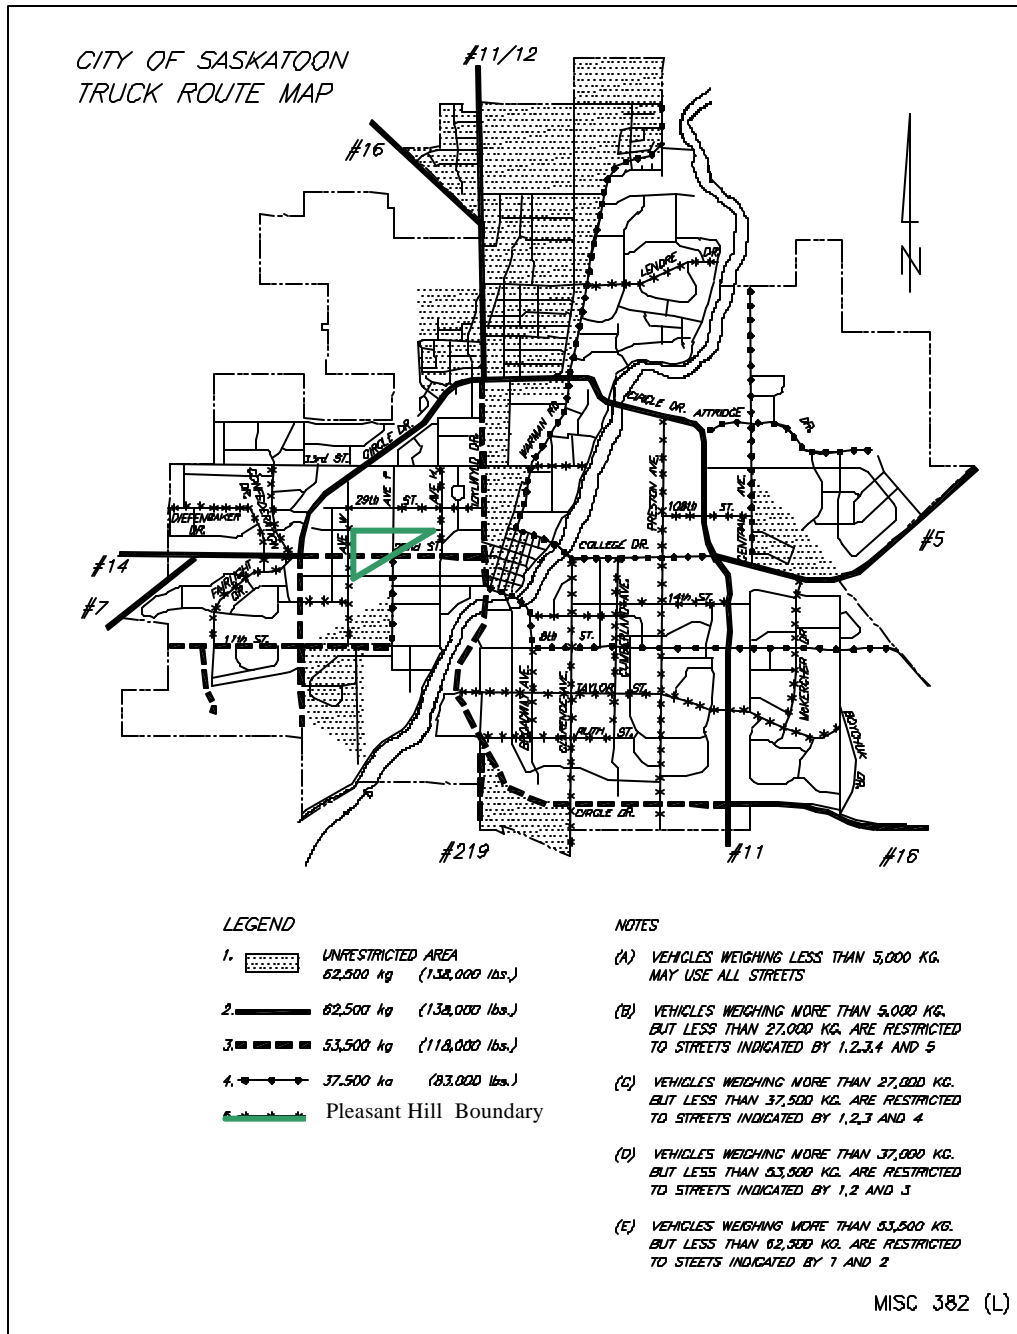 CITY OF SASKATOON
TRUCK ROUTE MAP
#11/12
#16
LENORE
DR.
CIRCLE DR.
ATTRIDGE
DR.
WARMAN RD
IDYLWYLD DR.
CIRCLE DR.
33rd ST.
CONFEDERATION
DR.
AVE P
AVE K
29th ST.
DIEFENBAKER
DR.
AVE W
ST.
PRESTON AVE.
108th ST.
CENTRAL AVE.
#5
#14
COLLEGE DR.
FAIRLIGHT
DR.
#7
CUMBERLAND AVE.
14th ST.
11th ST.
8th ST.
McKERCHER DR
BROADWAY AVE.
TAYLOR ST.
RUTH ST.
BOYCHUK
DR.
CIRCLE DR.
#219
#11
#16
N
LEGEND
1. UNRESTRICTED AREA
62,500 kg (138,000 lbs.)
2. 62,500 kg (138,000 lbs.)
3. 53,500 kg (118,000 lbs.)
4. 37,500 kg (83,000 lbs.)
Pleasant Hill Boundary
NOTES
(A) VEHICLES WEIGHING LESS THAN 5,000 KG.
MAY USE ALL STREETS
(B) VEHICLES WEIGHING MORE THAN 5,000 KG.
BUT LESS THAN 27,000 KG. ARE RESTRICTED
TO STREETS INDICATED BY 1,2,3,4 AND 5
(C) VEHICLES WEIGHING MORE THAN 27,000 KG.
BUT LESS THAN 37,500 KG. ARE RESTRICTED
TO STREETS INDICATED BY 1,2,3 AND 4
(D) VEHICLES WEIGHING MORE THAN 37,000 KG.
BUT LESS THAN 53,500 KG. ARE RESTRICTED
TO STREETS INDICATED BY 1,2 AND 3
(E) VEHICLES WEIGHING MORE THAN 53,500 KG.
BUT LESS THAN 62,500 KG. ARE RESTRICTED
TO STEETS INDICATED BY 1 AND 2
MISC 382 (L)